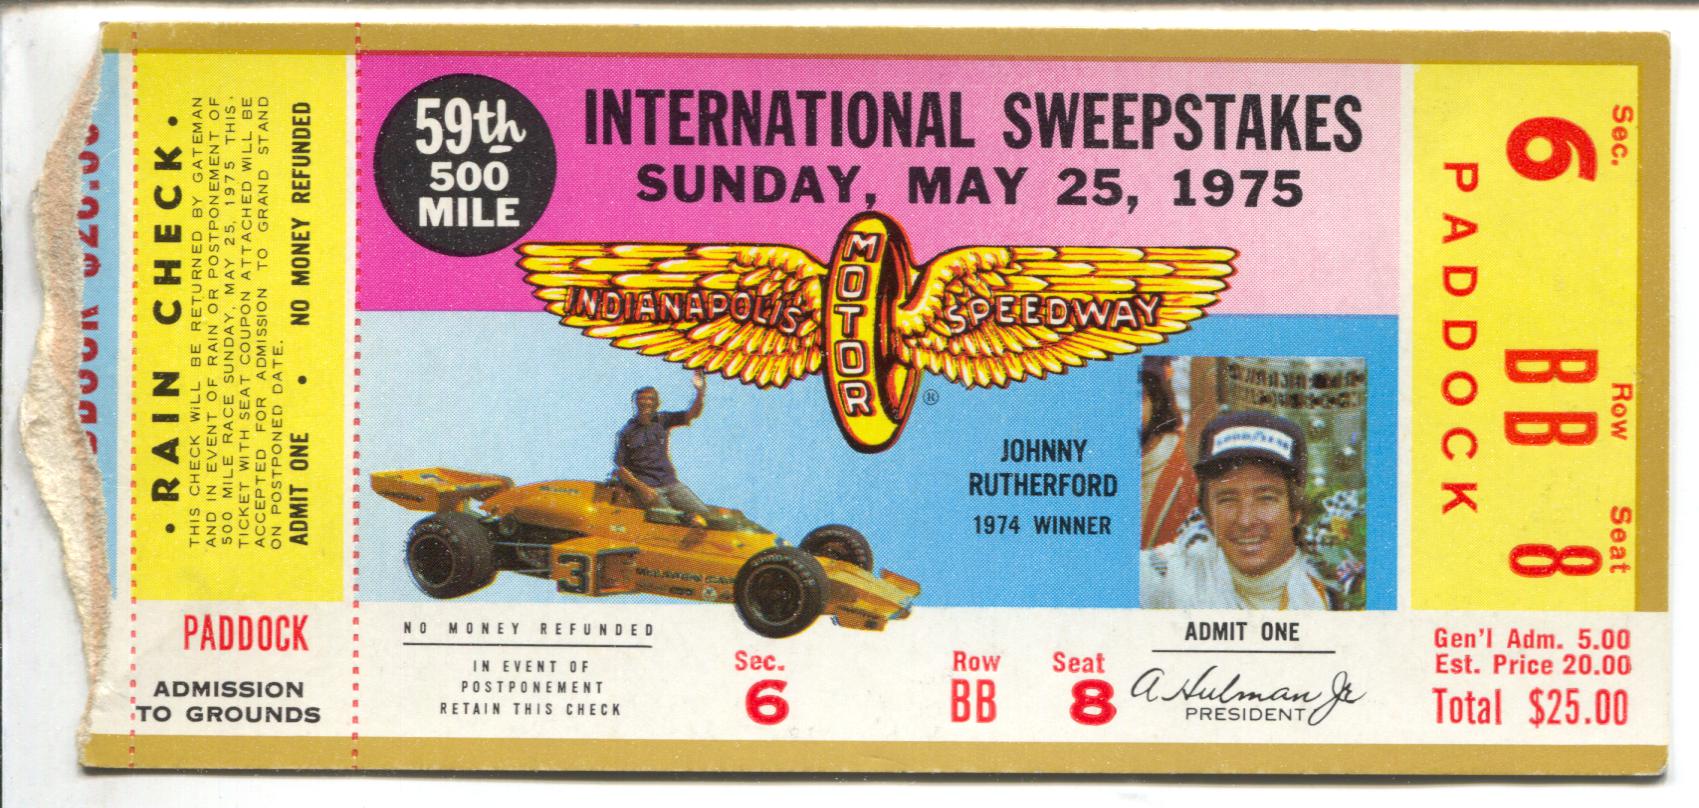 • RAIN CHECK •
THIS CHECK WILL BE RETURNED BY GATEMAN
AND IN EVENT OF RAIN OR POSTPONEMENT OF
500 MILE RACE SUNDAY, MAY 25, 1975 THIS
TICKET WITH SEAT COUPON ATTACHED WILL BE
ACCEPTED FOR ADMISSION TO GRAND STAND
ON POSTPONED DATE.
ADMIT ONE • NO MONEY REFUNDED
PADDOCK
ADMISSION
TO GROUNDS
59th
500
MILE
INTERNATIONAL SWEEPSTAKES
SUNDAY, MAY 25, 1975
INDIANAPOLIS
MOTOR
SPEEDWAY
®
3
JOHNNY
RUTHERFORD
1974 WINNER
GOODYEAR
NO MONEY REFUNDED
IN EVENT OF
POSTPONEMENT
RETAIN THIS CHECK
Sec.
6
Row
BB
Seat
8
ADMIT ONE
A Hulman Jr
PRESIDENT
Sec. Row Seat
6 BB 8
PADDOCK
Gen'l Adm. 5.00
Est. Price 20.00
Total $25.00